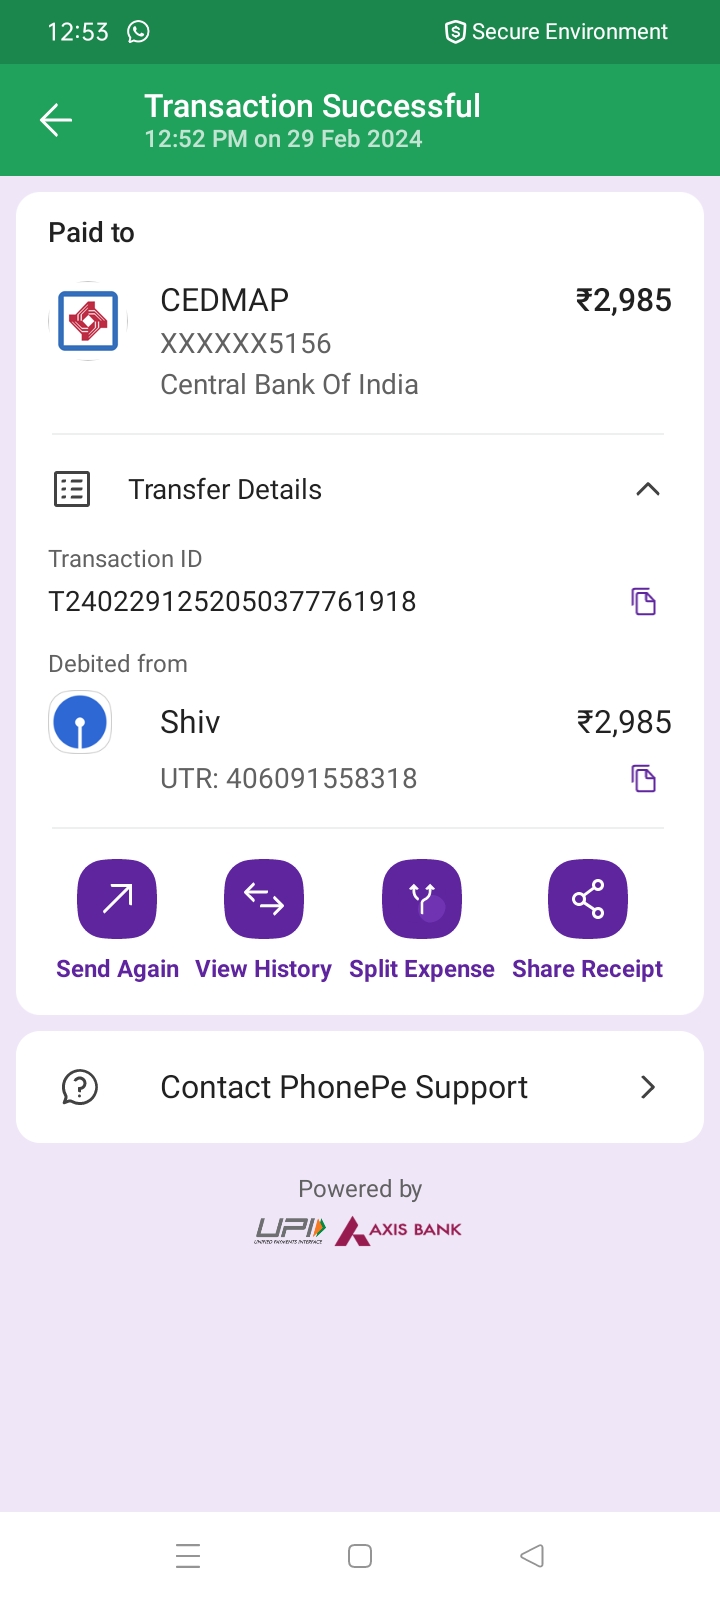 12:53
Secure Environment
Transaction Successful
12:52 PM on 29 Feb 2024
Paid to
CEDMAP ₹2,985
XXXXXX5156
Central Bank Of India
Transfer Details
Transaction ID
T2402291252050377761918
Debited from
Shiv ₹2,985
UTR: 406091558318
Send Again View History Split Expense Share Receipt
Contact PhonePe Support
Powered by
UPI AXIS BANK
UNIFIED PAYMENTS INTERFACE